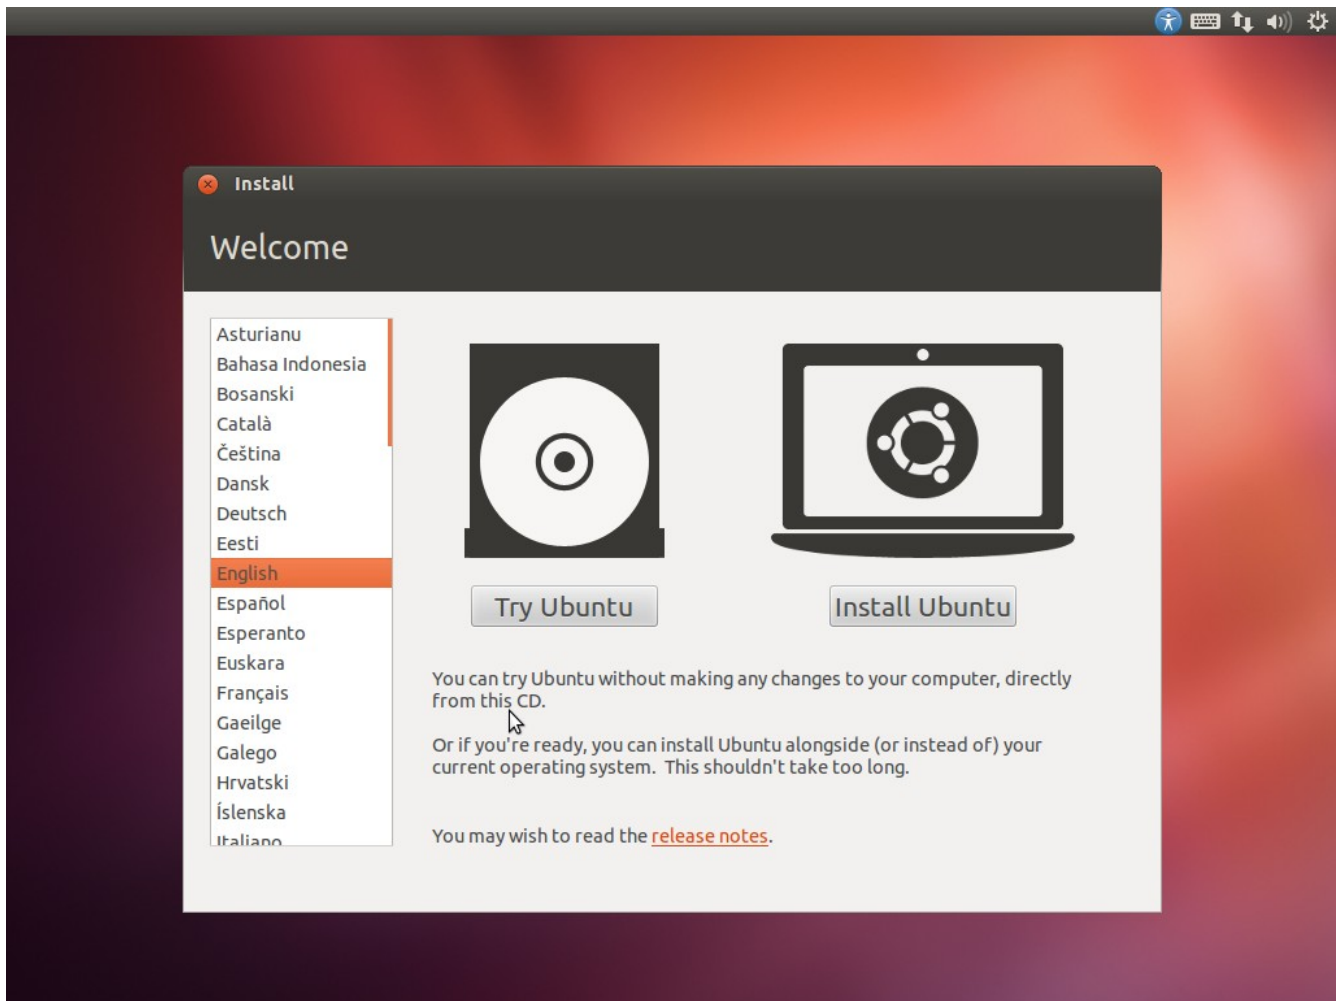 Install
Welcome
Asturianu
Bahasa Indonesia
Bosanski
Català
Čeština
Dansk
Deutsch
Eesti
English
Español
Esperanto
Euskara
Français
Gaeilge
Galego
Hrvatski
Íslenska
Italiano
Try Ubuntu
Install Ubuntu
You can try Ubuntu without making any changes to your computer, directly
from this CD.
Or if you're ready, you can install Ubuntu alongside (or instead of) your
current operating system.  This shouldn't take too long.
You may wish to read the release notes.